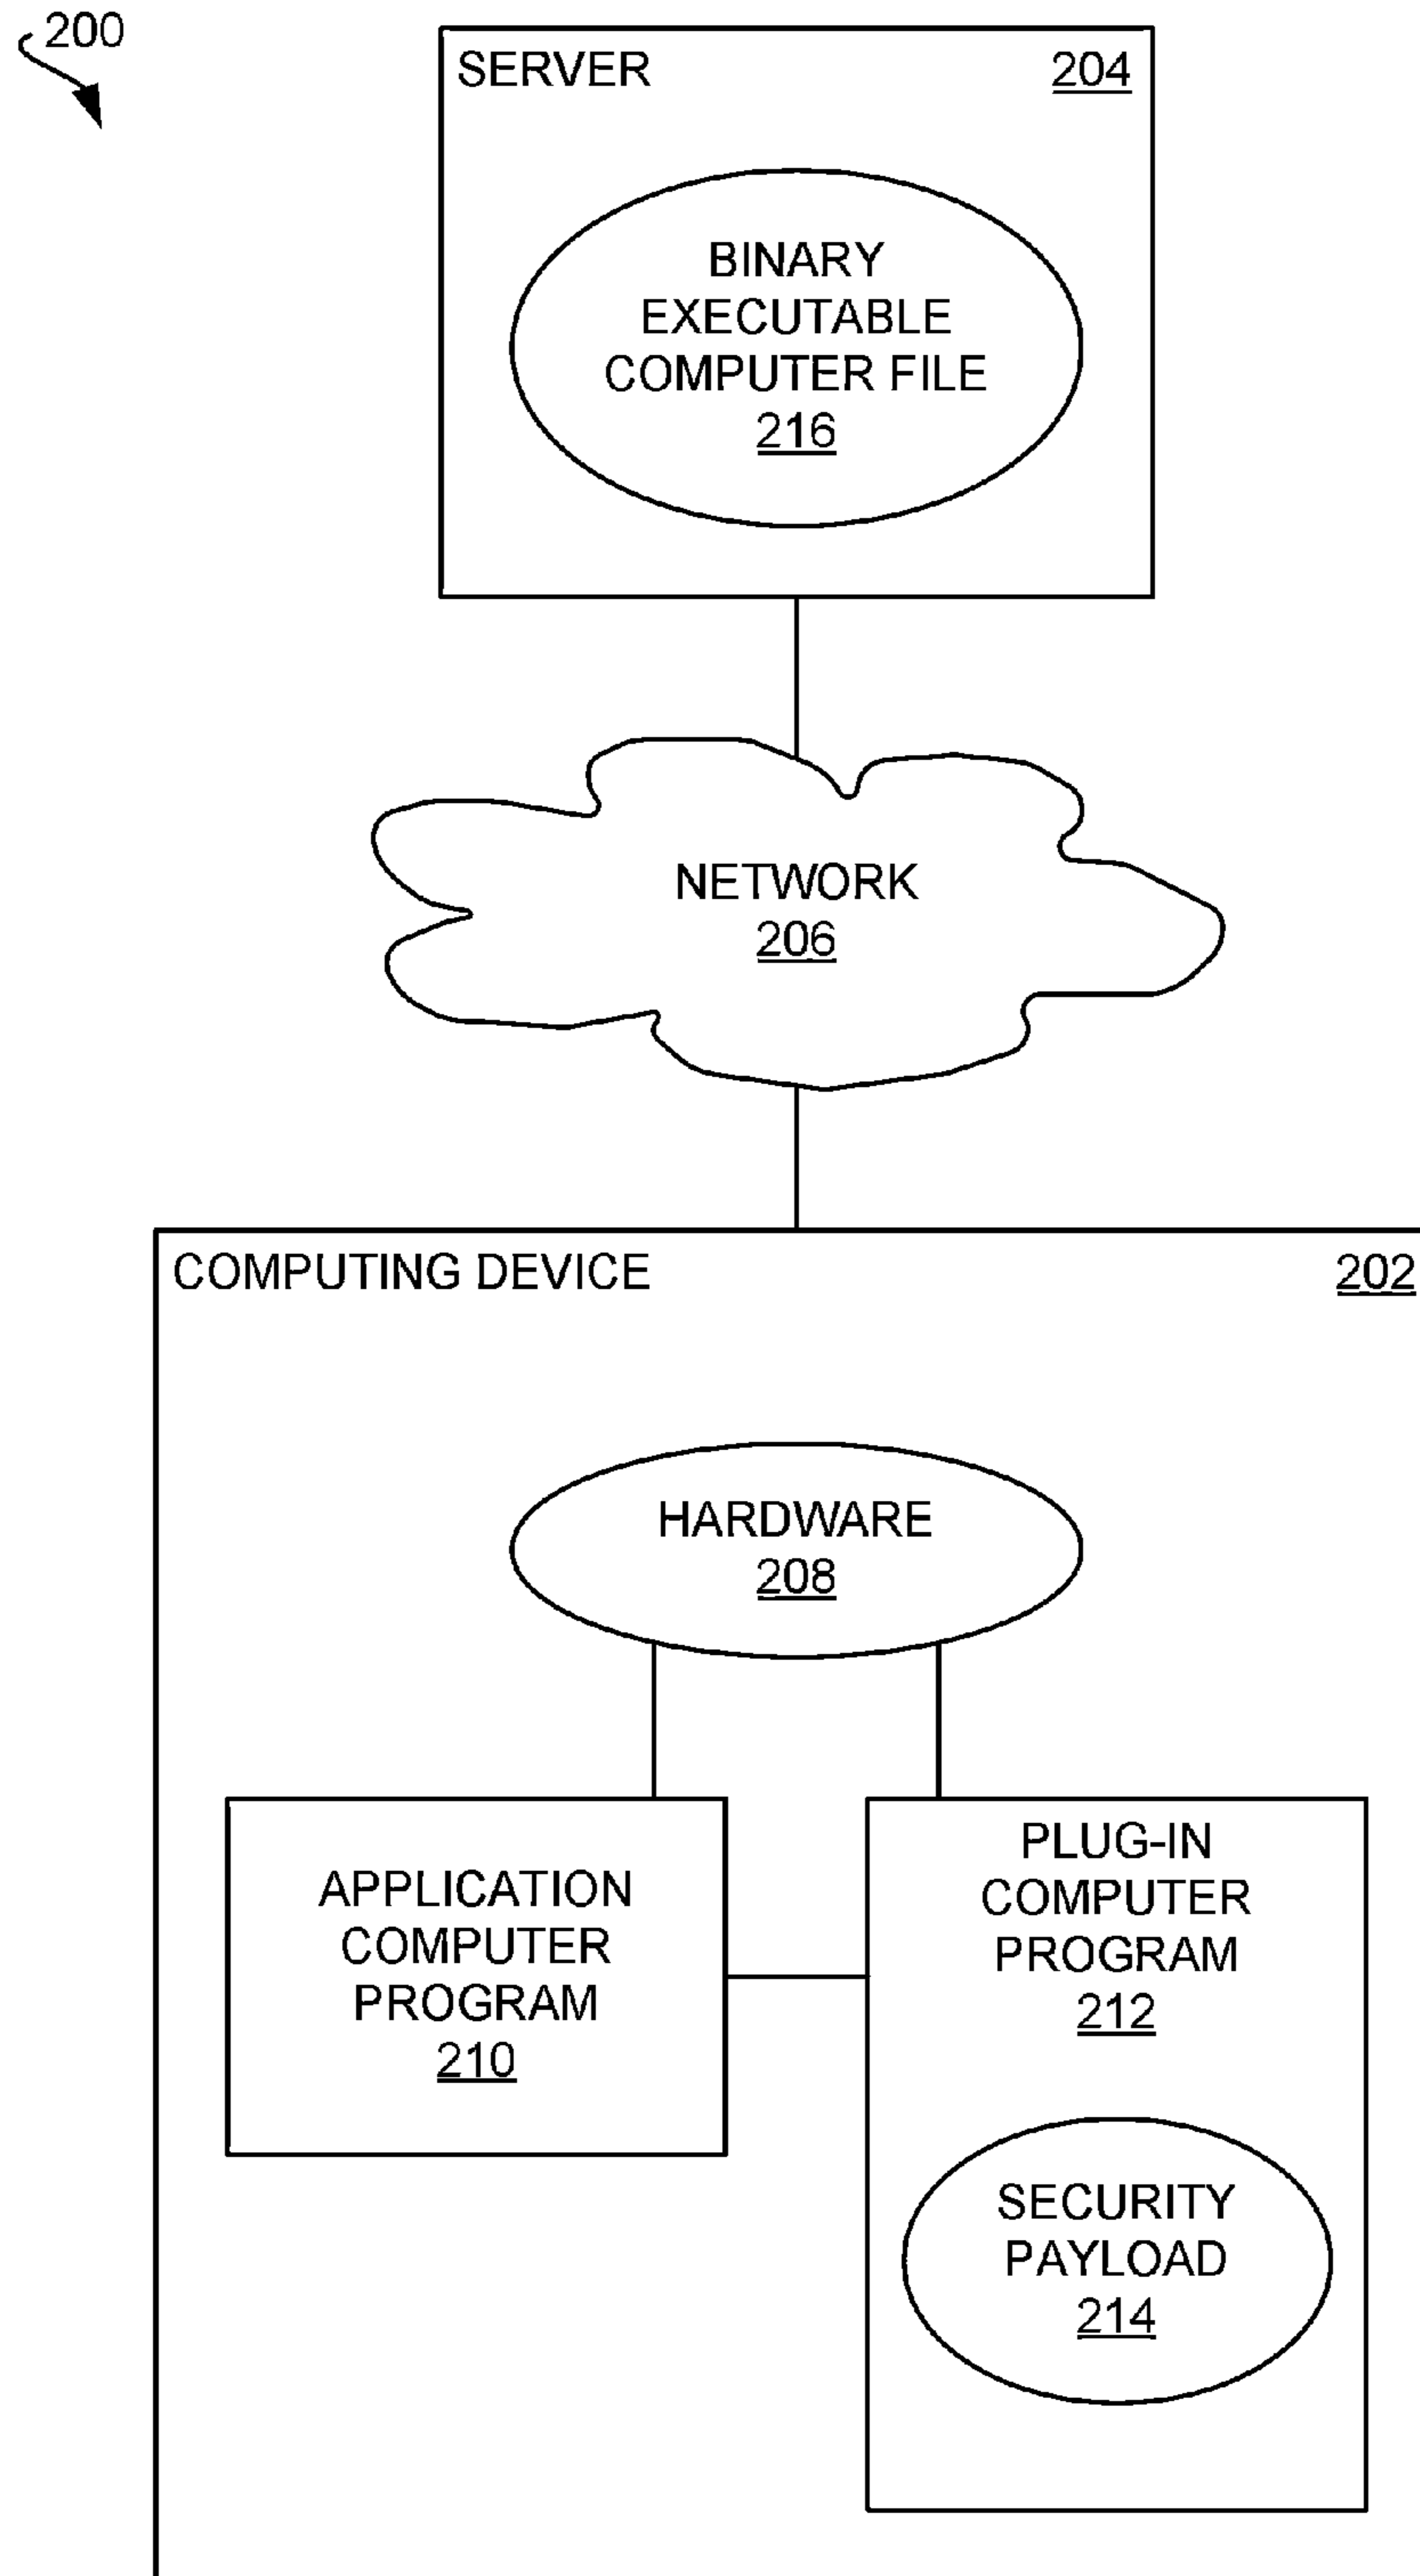 200
SERVER 204
BINARY
EXECUTABLE
COMPUTER FILE
216
NETWORK
206
COMPUTING DEVICE 202
HARDWARE
208
APPLICATION
COMPUTER
PROGRAM
210
PLUG-IN
COMPUTER
PROGRAM
212
SECURITY
PAYLOAD
214